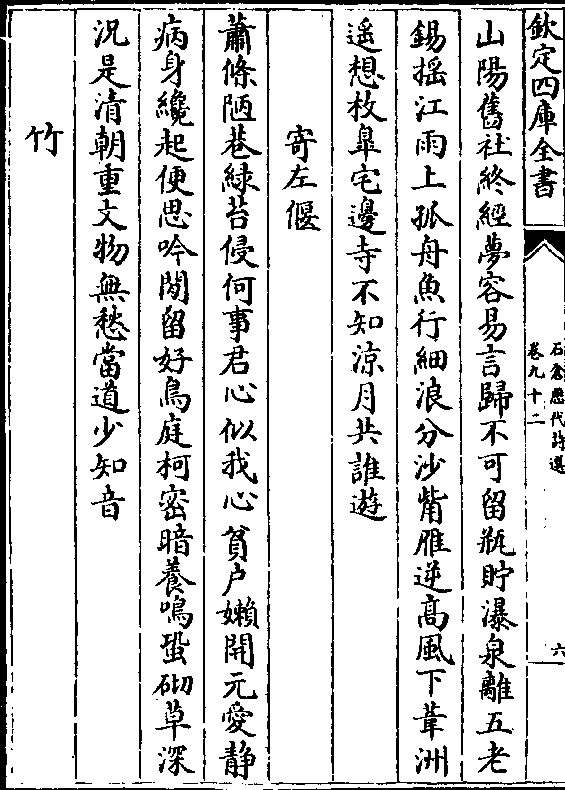 欽定四庫全書
石倉歷代詩選
卷九十二
六
山陽舊社終經夢容易言歸不可留瓶貯瀑泉離五老
錫摇江雨上孤舟魚行細浪分沙觜雁逆高風下葦洲
遥想枚臯宅邊寺不知涼月共誰遊
寄左偃
蕭條陋巷緑苔侵何事君心似我心貧户嬾開元愛静
病身纔起便思吟閒留好鳥庭柯密暗養鳴蛩砌草深
况是清朝重文物無愁當道少知音
竹